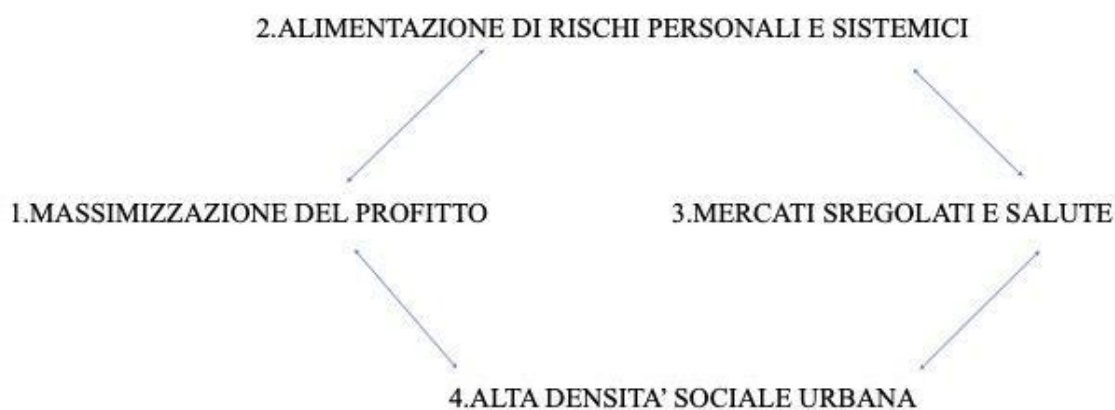 2.ALIMENTAZIONE DI RISCHI PERSONALI E SISTEMICI
1.MASSIMIZZAZIONE DEL PROFITTO
3.MERCATI SREGOLATI E SALUTE
4.ALTA DENSITA’ SOCIALE URBANA